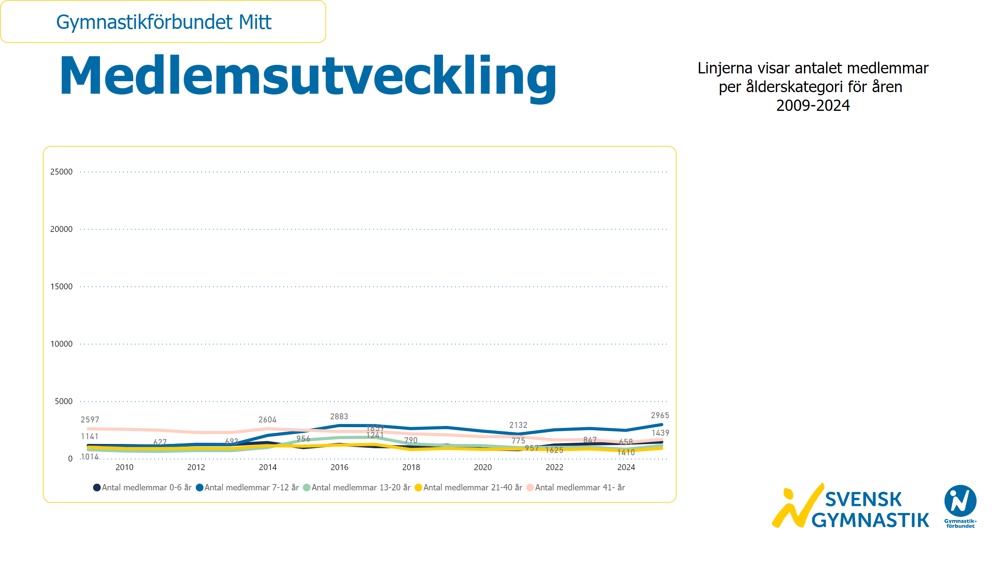 Gymnastikförbundet Mitt
Medlemsutveckling
Linjerna visar antalet medlemmar
per ålderskategori för åren
2009-2024
25000
20000
15000
10000
5000
0
2597
1141
1014
627
693
2604
956
2883
1859
1241
790
2132
775
957
1625
847
658
1410
2965
1439
2010 2012 2014 2016 2018 2020 2022 2024
Antal medlemmar 0-6 år Antal medlemmar 7-12 år Antal medlemmar 13-20 år Antal medlemmar 21-40 år Antal medlemmar 41- år
SVENSK
GYMNASTIK
Gymnastik-
förbundet